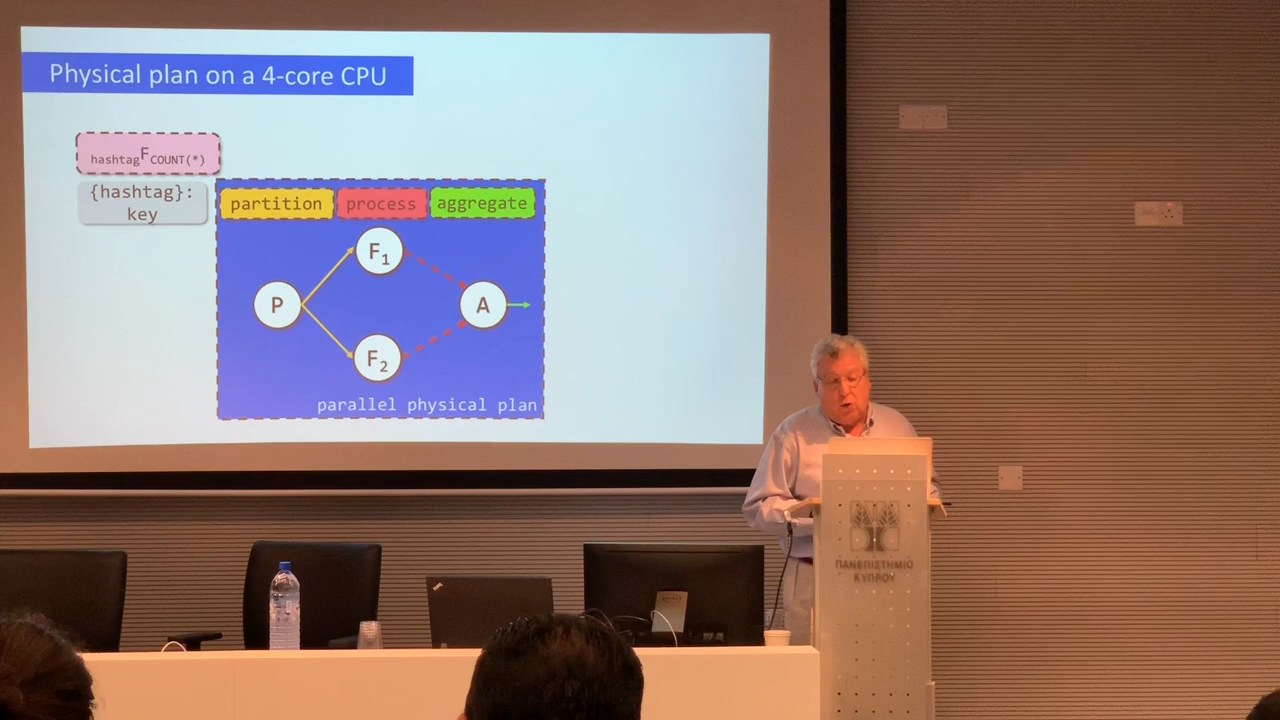 Physical plan on a 4-core CPU
hashtagFCOUNT(*)
{hashtag}:
key
partition process aggregate
F1
P
A
F2
parallel physical plan
ΠΑΝΕΠΙΣΤΗΜΙΟ
ΚΥΠΡΟΥ